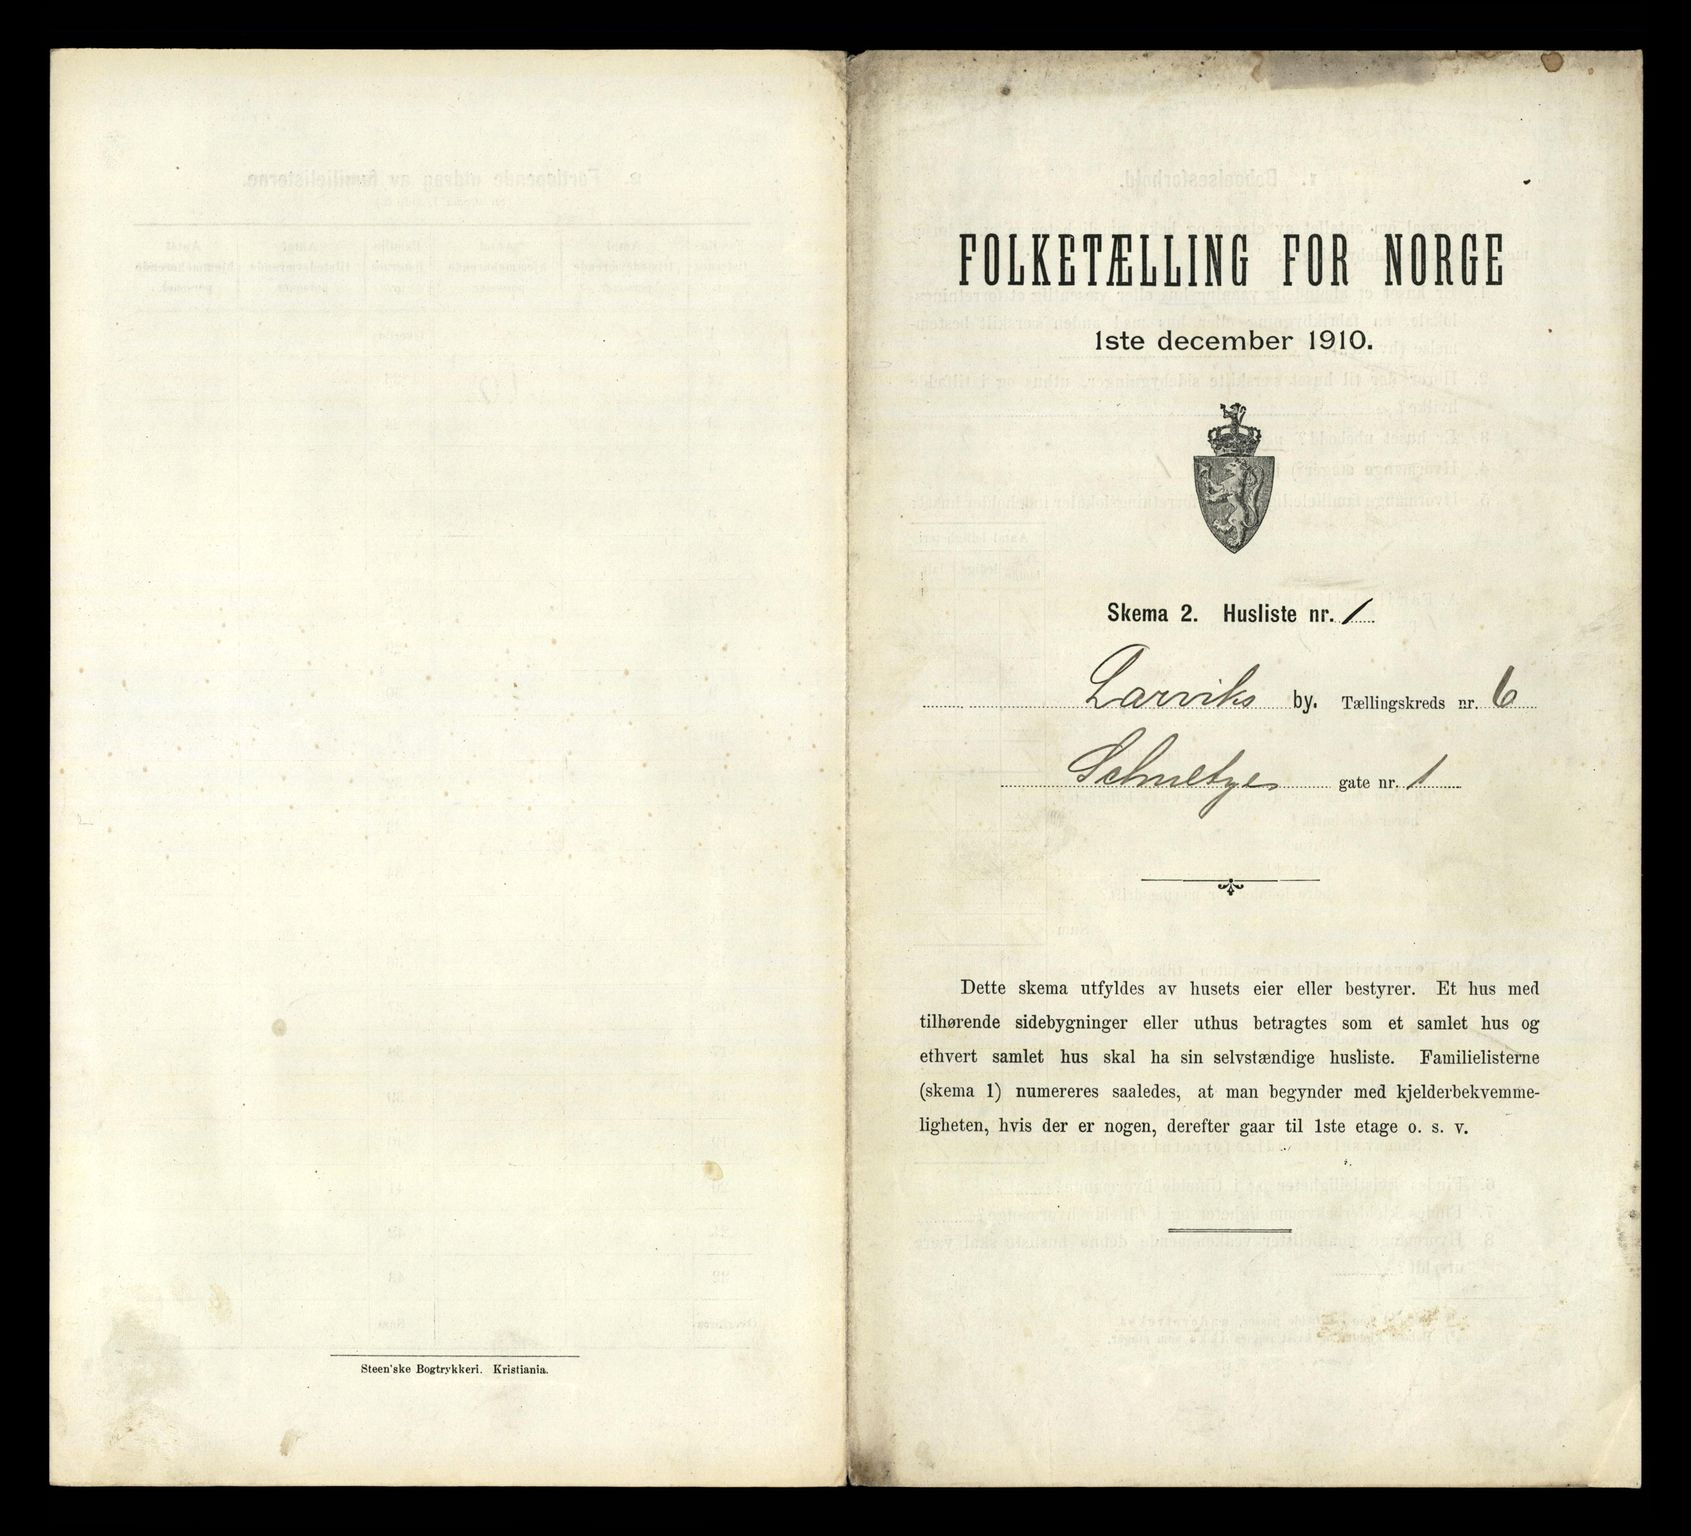 FOLKETÆLLING FOR NORGE
1ste december 1910.
Skema 2. Husliste nr. 1
Larviks by. Tællingskreds nr. 6
Schultzes gate nr. 1
Dette skema utfyldes av husets eier eller bestyrer. Et hus med
tilhørende sidebygninger eller uthus betragtes som et samlet hus og
ethvert samlet hus skal ha sin selvstændige husliste. Familielisterne
(skema 1) numereres saaledes, at man begynder med kjelderbekvemme-
ligheten, hvis der er nogen, derefter gaar til 1ste etage o. s. v.
Steen'ske Bogtrykkeri. Kristiania.